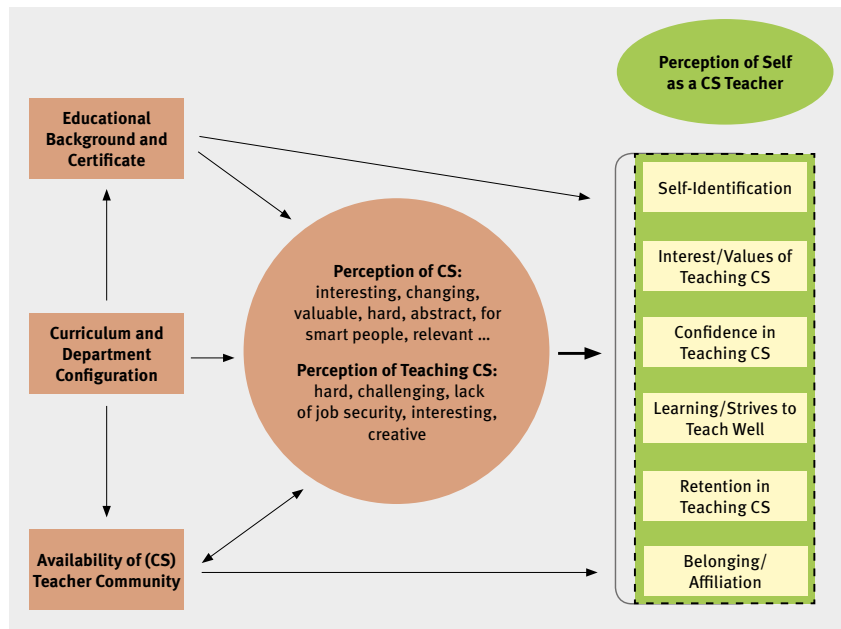 Perception of Self
as a CS Teacher
Educational
Background and
Certificate
Curriculum and
Department
Configuration
Availability of (CS)
Teacher Community
Perception of CS:
interesting, changing,
valuable, hard, abstract, for
smart people, relevant ...
Perception of Teaching CS:
hard, challenging, lack
of job security, interesting,
creative
Self-Identification
Interest/Values of
Teaching CS
Confidence in
Teaching CS
Learning/Strives to
Teach Well
Retention in
Teaching CS
Belonging/
Affiliation